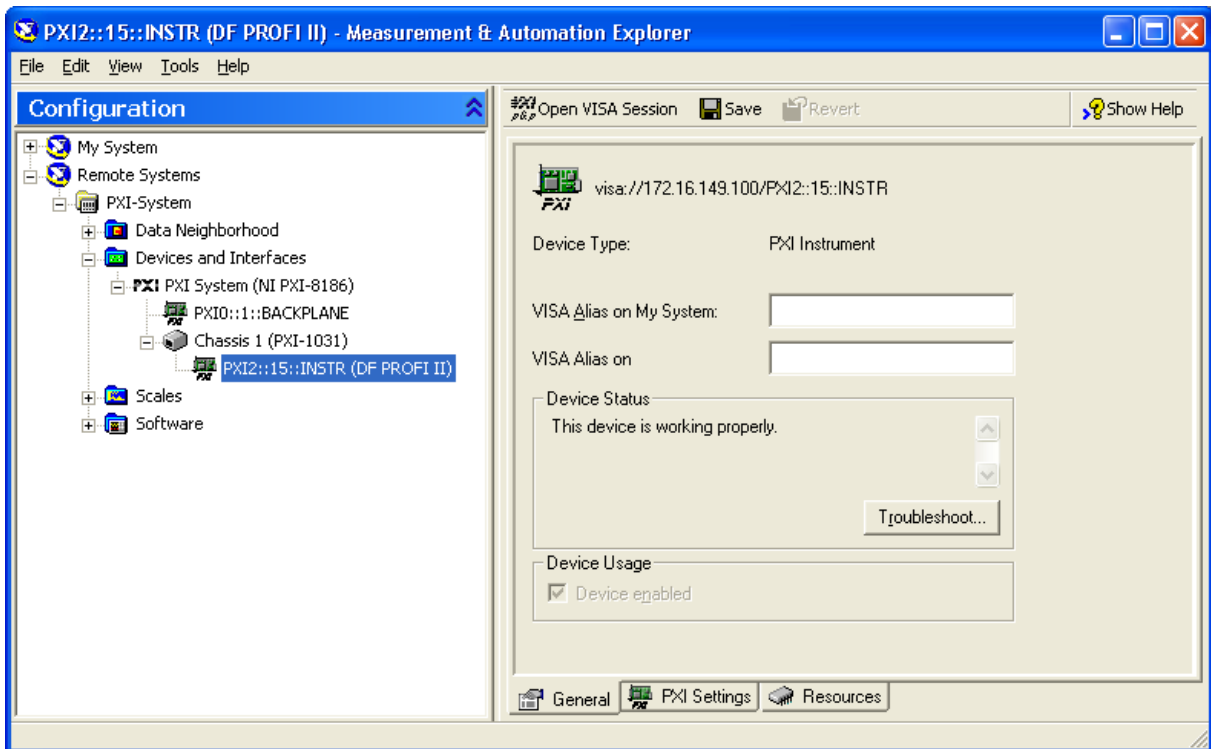 PXI2::15::INSTR (DF PROFI II) - Measurement & Automation Explorer
File Edit View Tools Help
Configuration
My System
Remote Systems
PXI-System
Data Neighborhood
Devices and Interfaces
PXI PXI System (NI PXI-8186)
PXI0::1::BACKPLANE
Chassis 1 (PXI-1031)
PXI2::15::INSTR (DF PROFI II)
Scales
Software
Open VISA Session Save Revert Show Help
PXI visa://172.16.149.100/PXI2::15::INSTR
Device Type: PXI Instrument
VISA Alias on My System:
VISA Alias on
Device Status
This device is working properly.
Troubleshoot...
Device Usage
Device enabled
General PXI Settings Resources